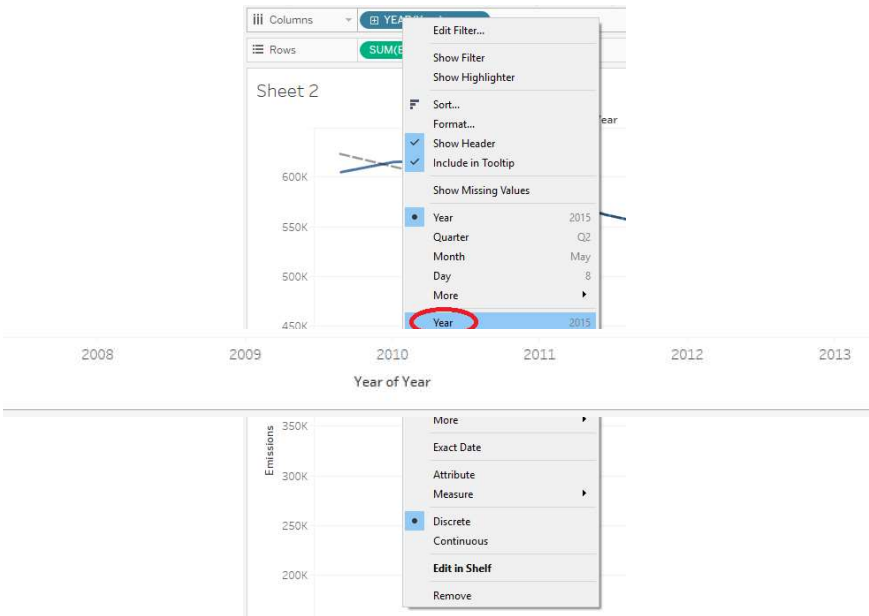 iii Columns
YEA
Rows
SUM(E
Sheet 2
Edit Filter...
Show Filter
Show Highlighter
Sort...
Format...
Show Header
Include in Tooltip
Show Missing Values
Year 2015
Quarter Q2
Month May
Day 8
More
Year 2015
ear
600K
550K
500K
450K
2008 2009 2010 2011 2012 2013
Year of Year
More
Exact Date
Attribute
Measure
Discrete
Continuous
Edit in Shelf
Remove
Emissions
350K
300K
250K
200K